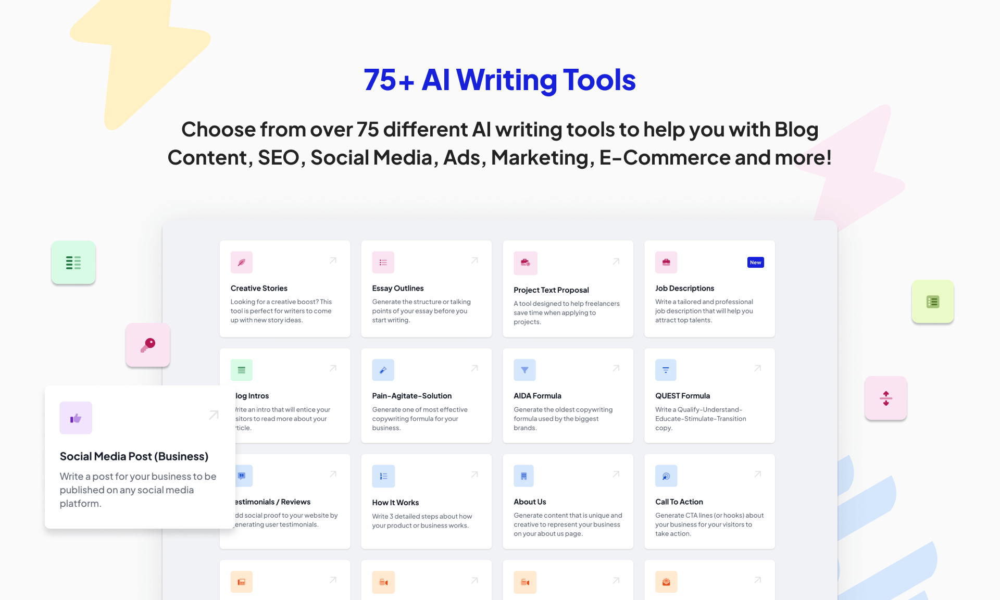 75+ AI Writing Tools
Choose from over 75 different AI writing tools to help you with Blog
Content, SEO, Social Media, Ads, Marketing, E-Commerce and more!
Creative Stories
Looking for a creative boost? This
tool is perfect for writers to come
up with new story ideas.
Essay Outlines
Generate the structure or talking
points of your essay before you
start writing.
Project Text Proposal
A tool designed to help freelancers
save time when applying to
projects.
New
Job Descriptions
Write a tailored and professional
job description that will help you
attract top talents.
log Intros
rite an intro that will entice your
sitors to read more about your
rticle.
Pain-Agitate-Solution
Generate one of most effective
copywriting formula for your
business.
AIDA Formula
Generate the oldest copywriting
formula used by the biggest
brands.
QUEST Formula
Write a Qualify-Understand-
Educate-Stimulate-Transition
copy.
Social Media Post (Business)
Write a post for your business to be
published on any social media
platform.
estimonials / Reviews
dd social proof to your website by
enerating user testimonials.
1
2
How It Works
Write 3 detailed steps about how
your product or business works.
About Us
Generate content that is unique and
creative to represent your business
on your about us page.
Call To Action
Generate CTA lines (or hooks) about
your business for your visitors to
take action.